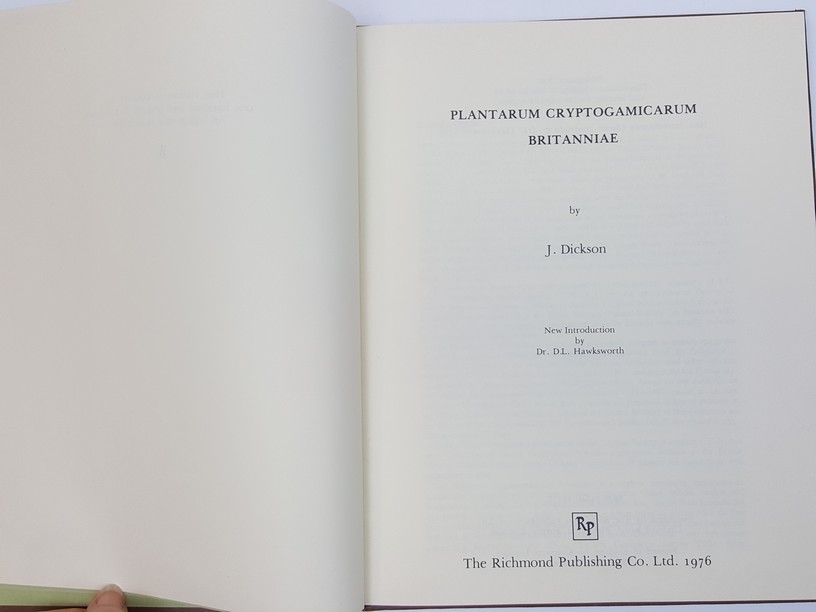 PLANTARUM CRYPTOGAMICARUM
BRITANNIAE
by
J. Dickson
New Introduction
by
Dr. D.L. Hawksworth
RP
The Richmond Publishing Co. Ltd. 1976